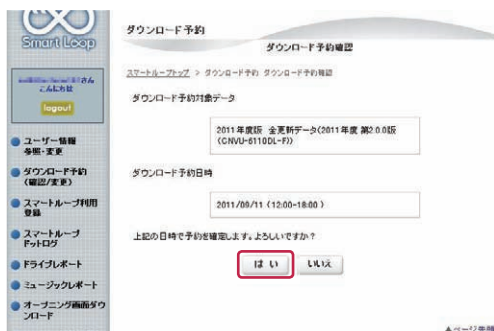 Smart Loop
さん
こんにちは
logout
ユーザー情報
参照・変更
ダウンロード予約
(確認/変更)
スマートループ利用
登録
スマートループ
ドットログ
ドライブレポート
ミュージックレポート
オープニング画面ダウ
ンロード
ダウンロード予約
ダウンロード予約確認
スマートループトップ > ダウンロード予約 ダウンロード予約確認
ダウンロード予約対象データ
2011年度版 全更新データ(2011年度 第2.0.0版
(CNVU-6110DL-F))
ダウンロード予約日時
2011/09/11 (12:00-18:00 )
上記の日時で予約を確定します。よろしいですか?
はい
いいえ
▲ページ先頭